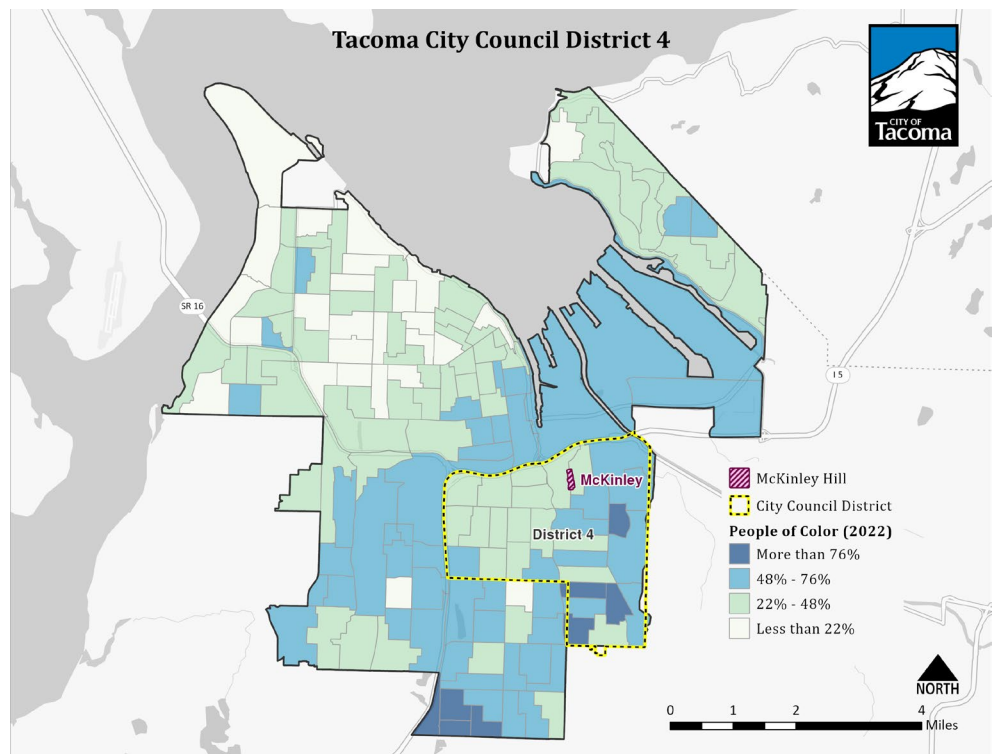 Tacoma City Council District 4
CITY OF
Tacoma
SR 16
I 5
McKinley
District 4
McKinley Hill
City Council District
People of Color (2022)
More than 76%
48% - 76%
22% - 48%
Less than 22%
NORTH
0 1 2 4
Miles